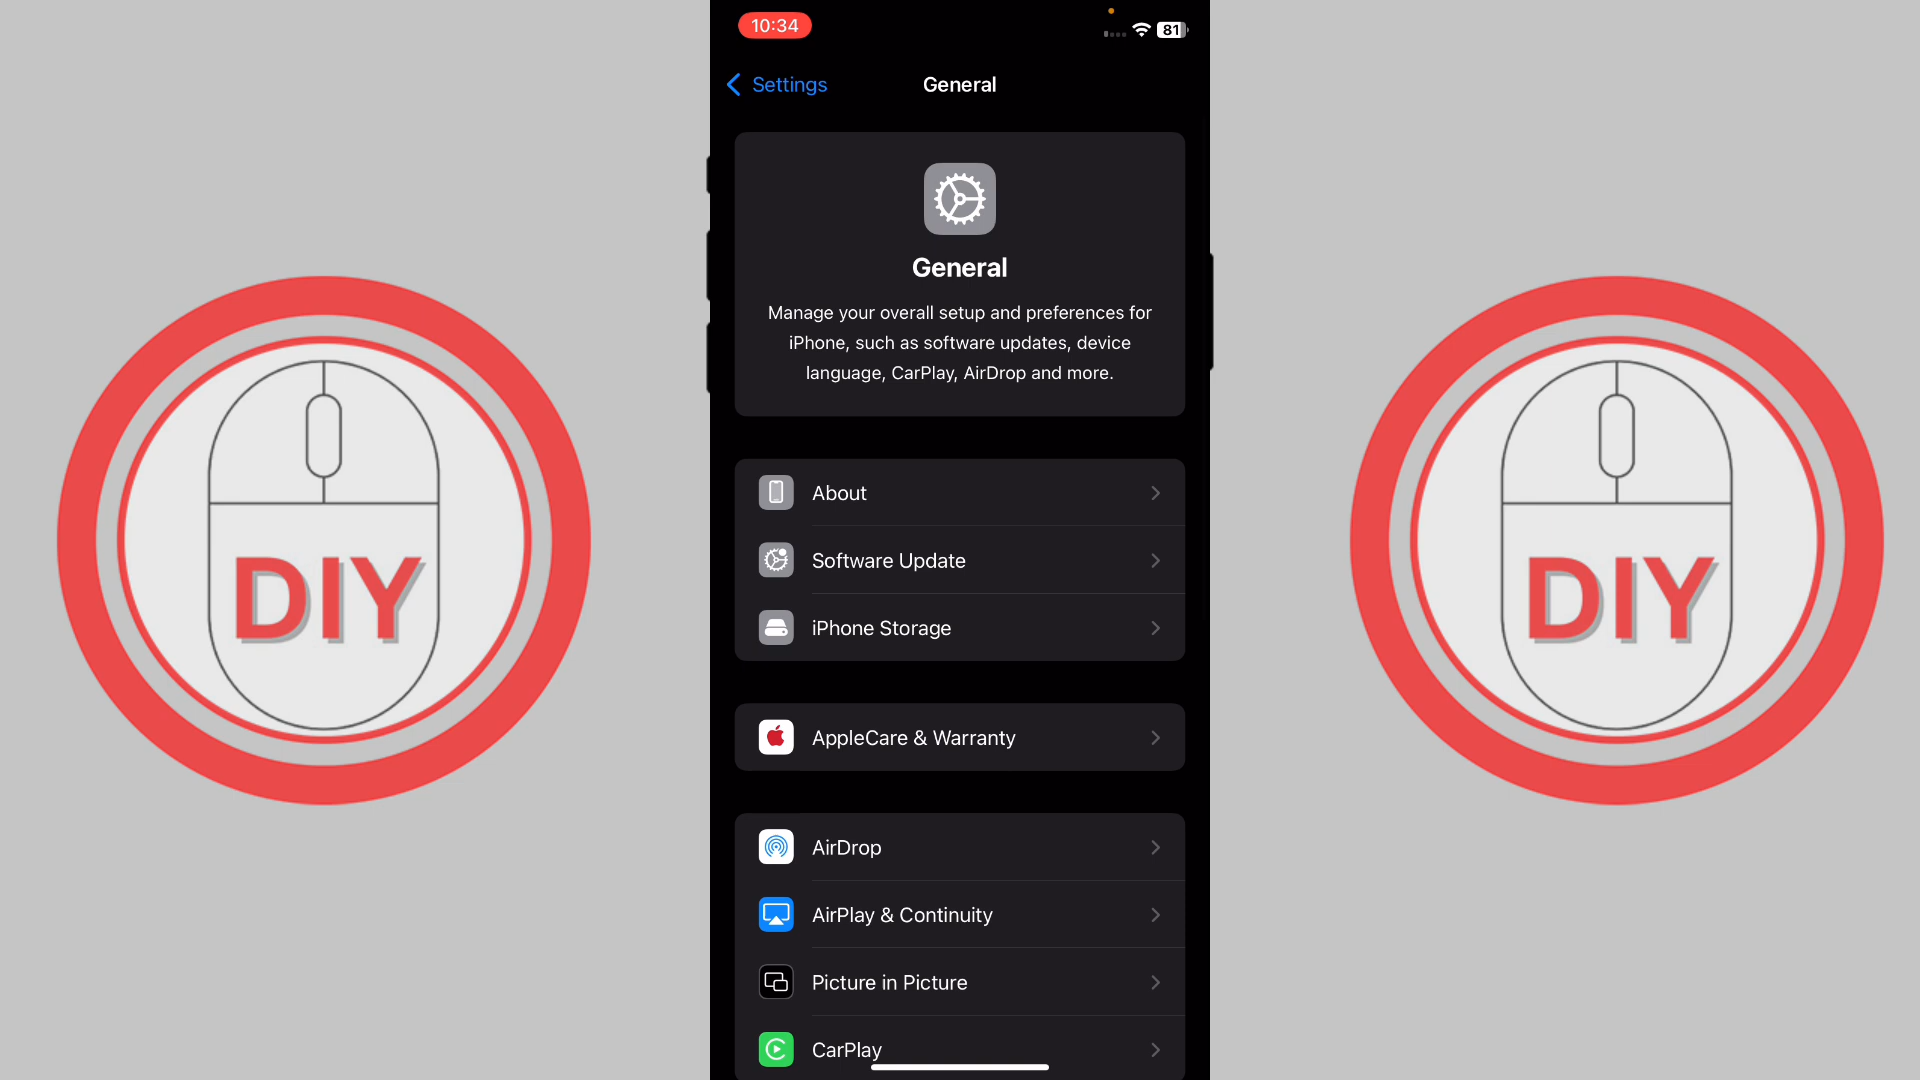 10:34
81
Settings
General
General
Manage your overall setup and preferences for
iPhone, such as software updates, device
language, CarPlay, AirDrop and more.
About
Software Update
iPhone Storage
AppleCare & Warranty
AirDrop
AirPlay & Continuity
Picture in Picture
CarPlay
DIY
DIY